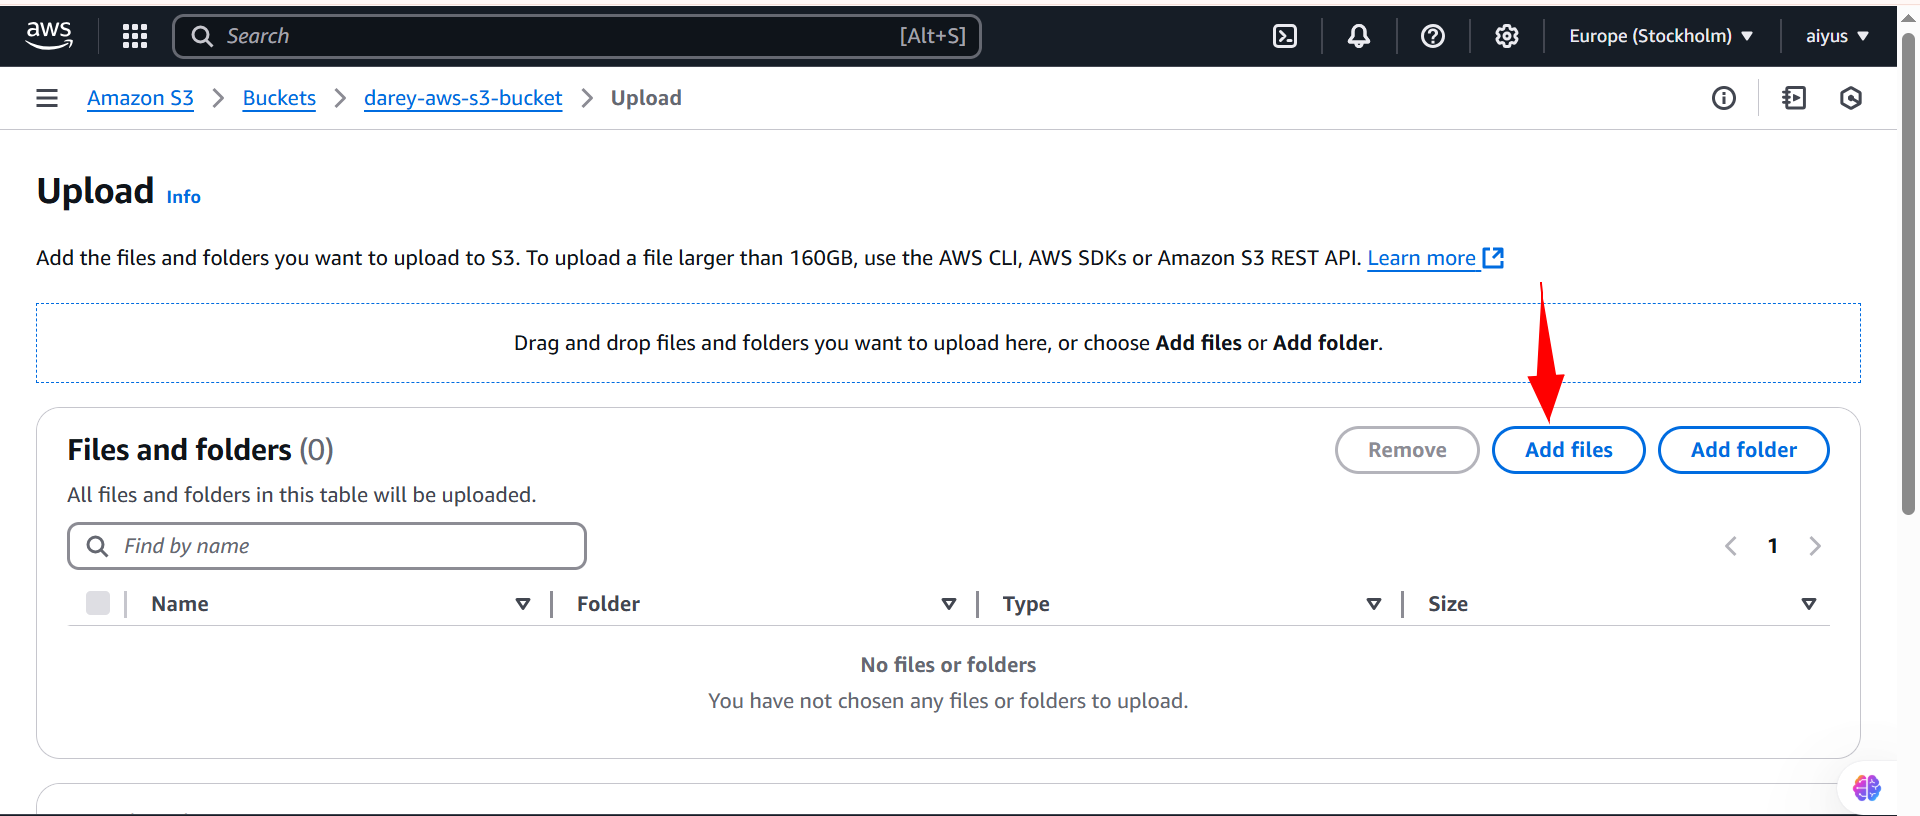 aws Search [Alt+S] Europe (Stockholm) aiyus
Amazon S3 Buckets darey-aws-s3-bucket Upload
Upload Info
Add the files and folders you want to upload to S3. To upload a file larger than 160GB, use the AWS CLI, AWS SDKs or Amazon S3 REST API. Learn more
Drag and drop files and folders you want to upload here, or choose Add files or Add folder.
Files and folders (0) Remove Add files Add folder
All files and folders in this table will be uploaded.
Find by name 1
Name Folder Type Size
No files or folders
You have not chosen any files or folders to upload.